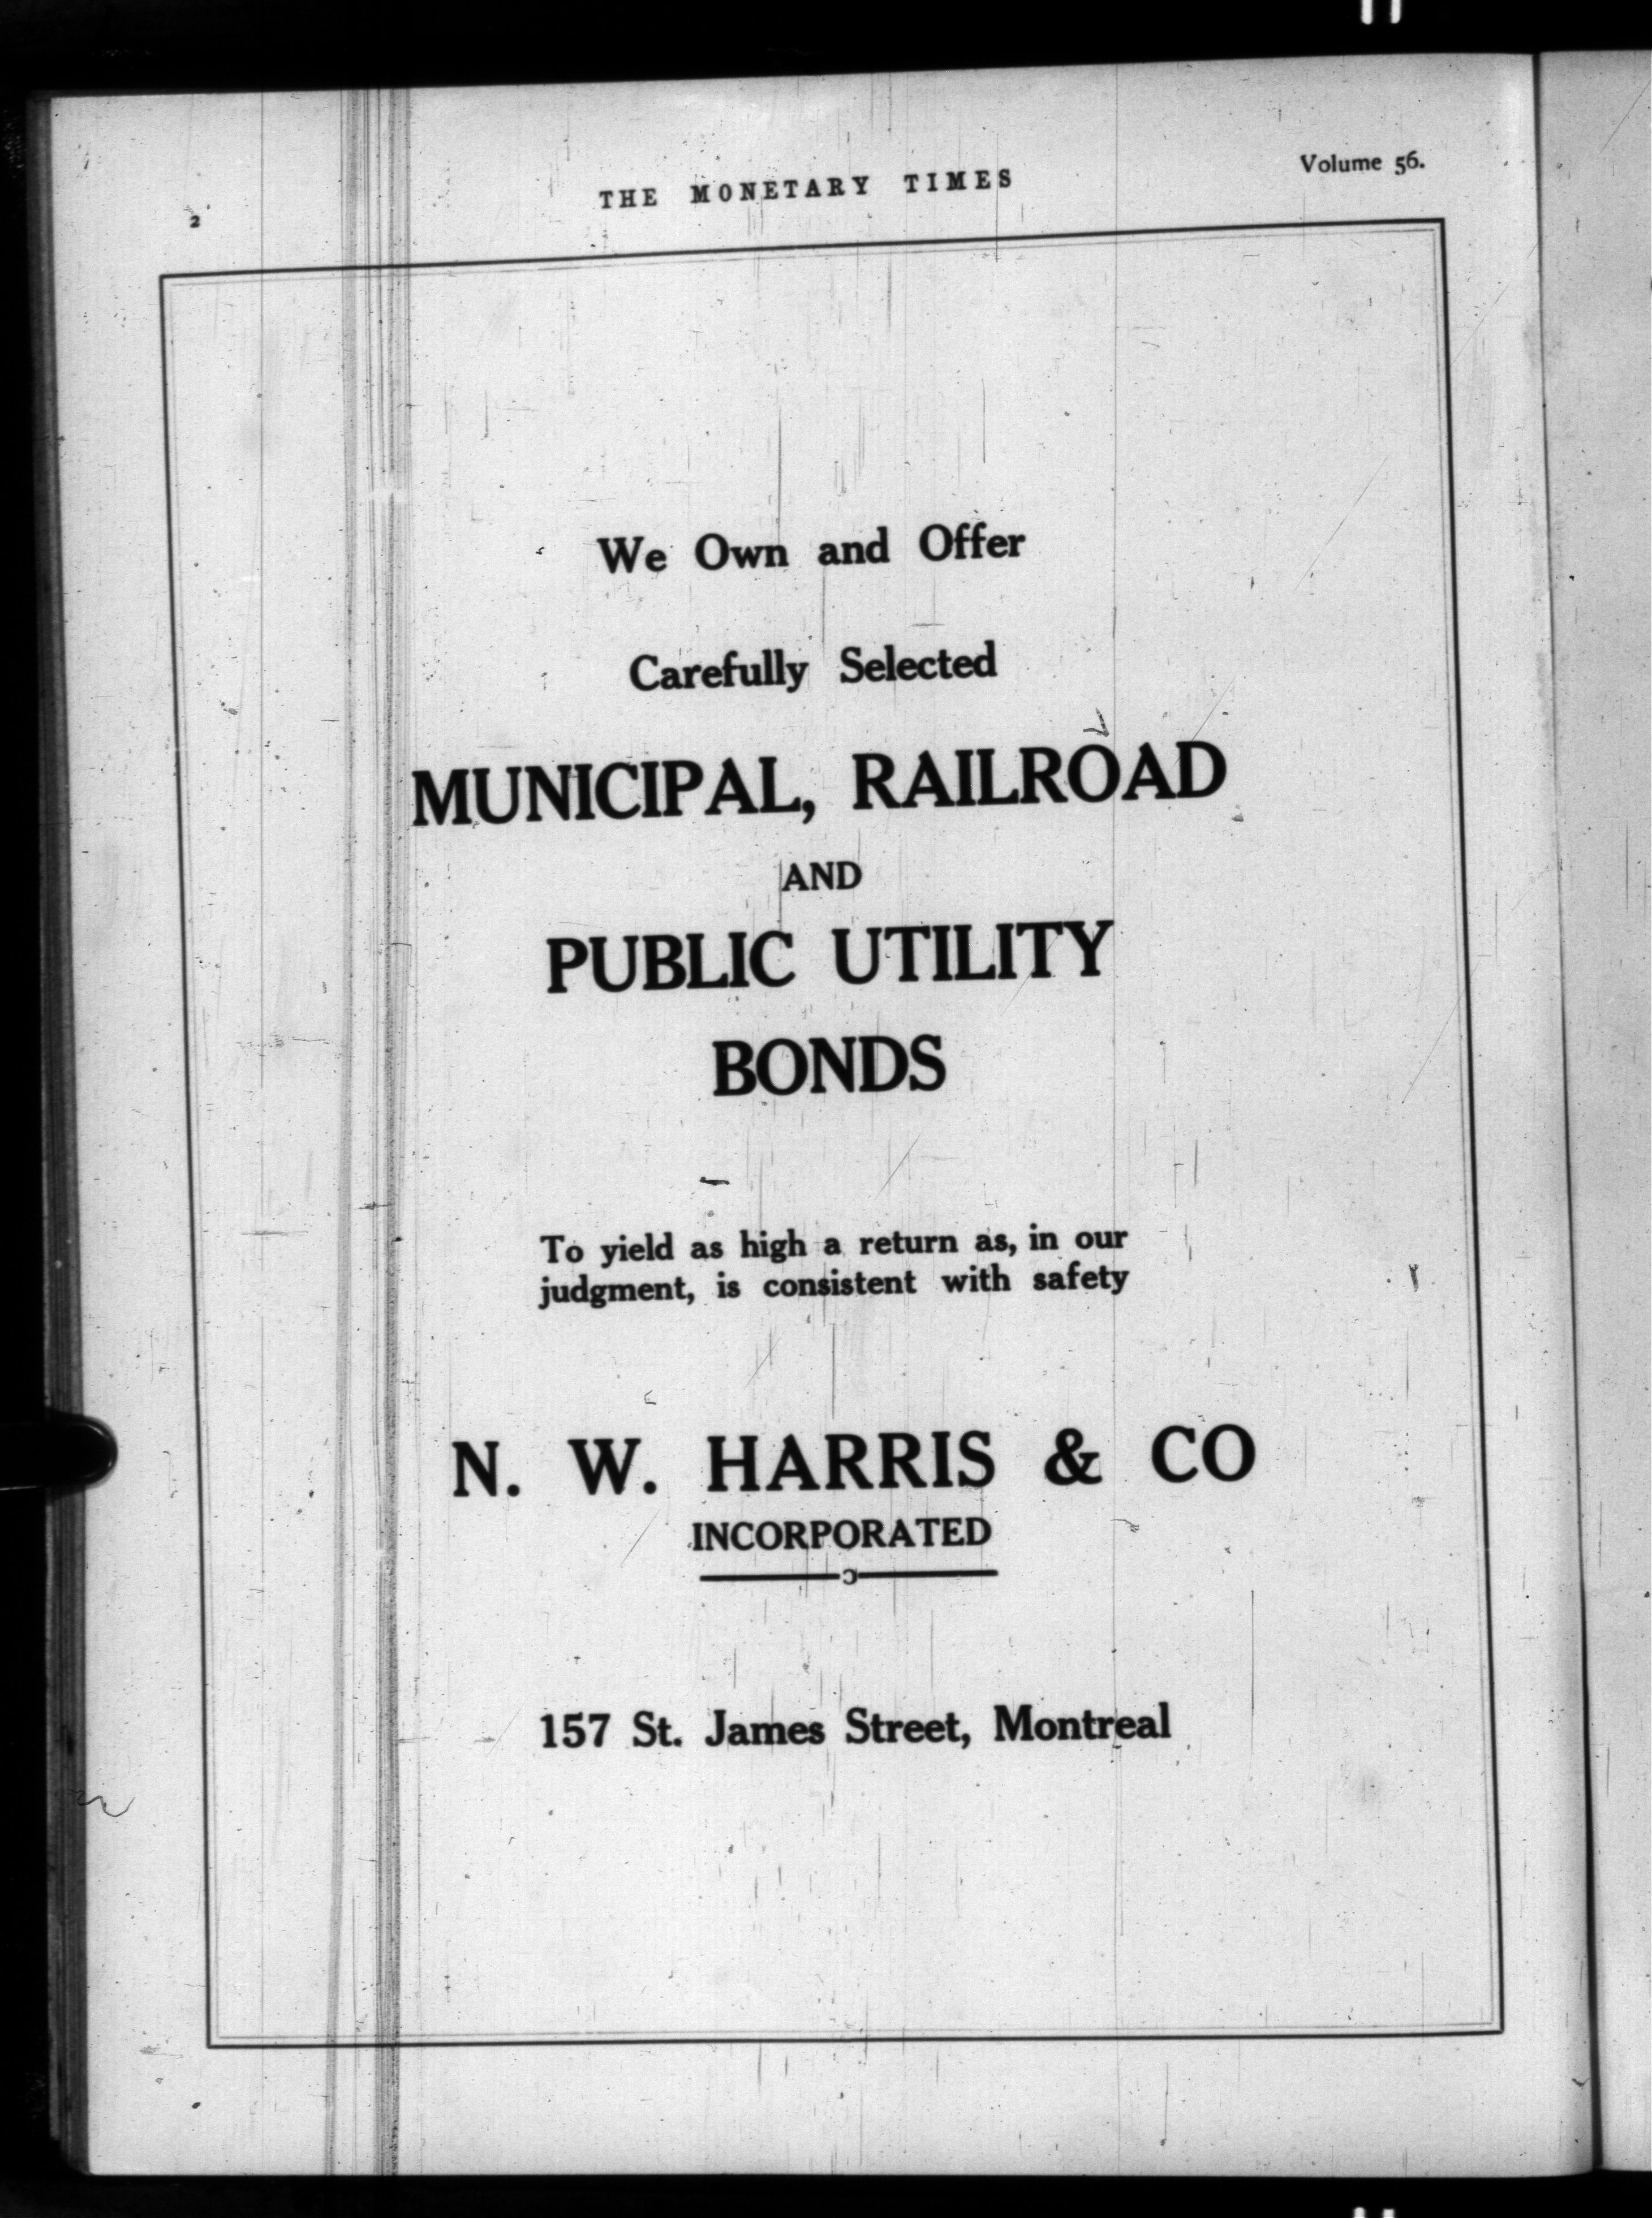 2
THE MONETARY TIMES
Volume 56.
We Own and Offer
Carefully Selected
MUNICIPAL, RAILROAD
AND
PUBLIC UTILITY
BONDS
To yield as high a return as, in our
judgment, is consistent with safety
N. W. HARRIS & CO
INCORPORATED
157 St. James Street, Montreal